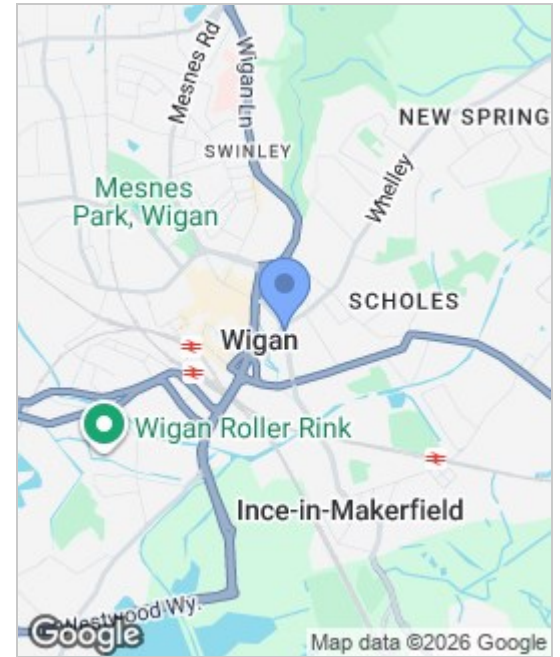 Mesnes Rd
Wigan Ln
NEW SPRING
SWINLEY
Whelley
Mesnes
Park, Wigan
SCHOLES
Wigan
Wigan Roller Rink
Ince-in-Makerfield
Westwood Wy.
Google
Map data ©2026 Google